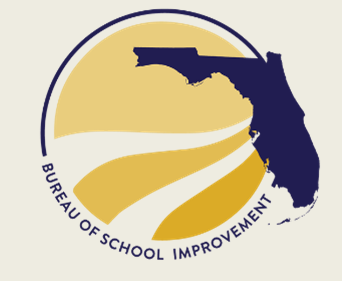 BUREAU OF SCHOOL IMPROVEMENT